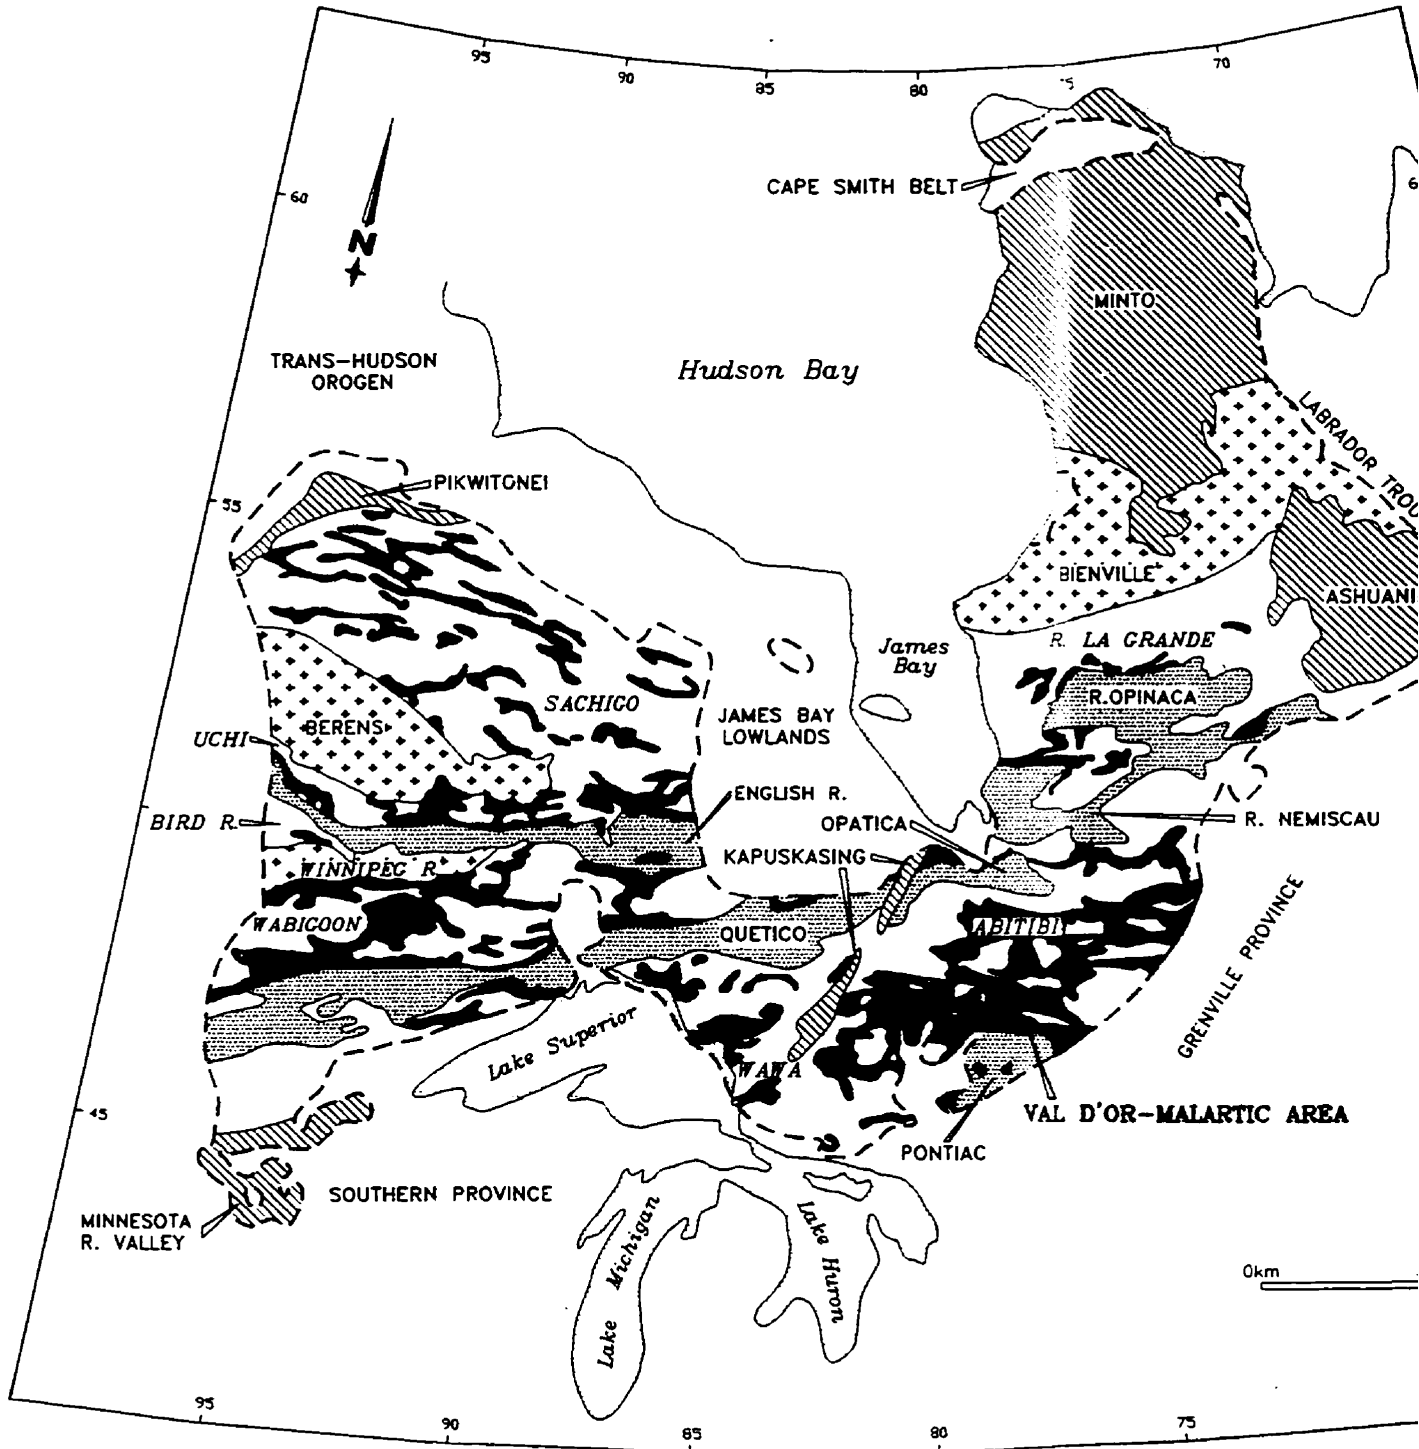 95
90
85
80
70
60
CAPE SMITH BELT
MINTO
TRANS-HUDSON
OROGEN
Hudson Bay
LABRADOR TROU
55
PIKWITONEI
BIENVILLE
ASHUANI
James
Bay
R. LA GRANDE
R.OPINACA
SACHIGO
JAMES BAY
LOWLANDS
BERENS
UCHI
ENGLISH R.
BIRD R.
OPATICA
R. NEMISCAU
KAPUSKASING
WINNIPEG R
WABIGOON
QUETICO
ABITIBI
GRENVILLE PROVINCE
Lake Superior
WAWA
45
VAL D'OR-MALARTIC AREA
PONTIAC
SOUTHERN PROVINCE
MINNESOTA
R. VALLEY
Lake Michigan
Lake Huron
0km
95
90
85
80
75
N